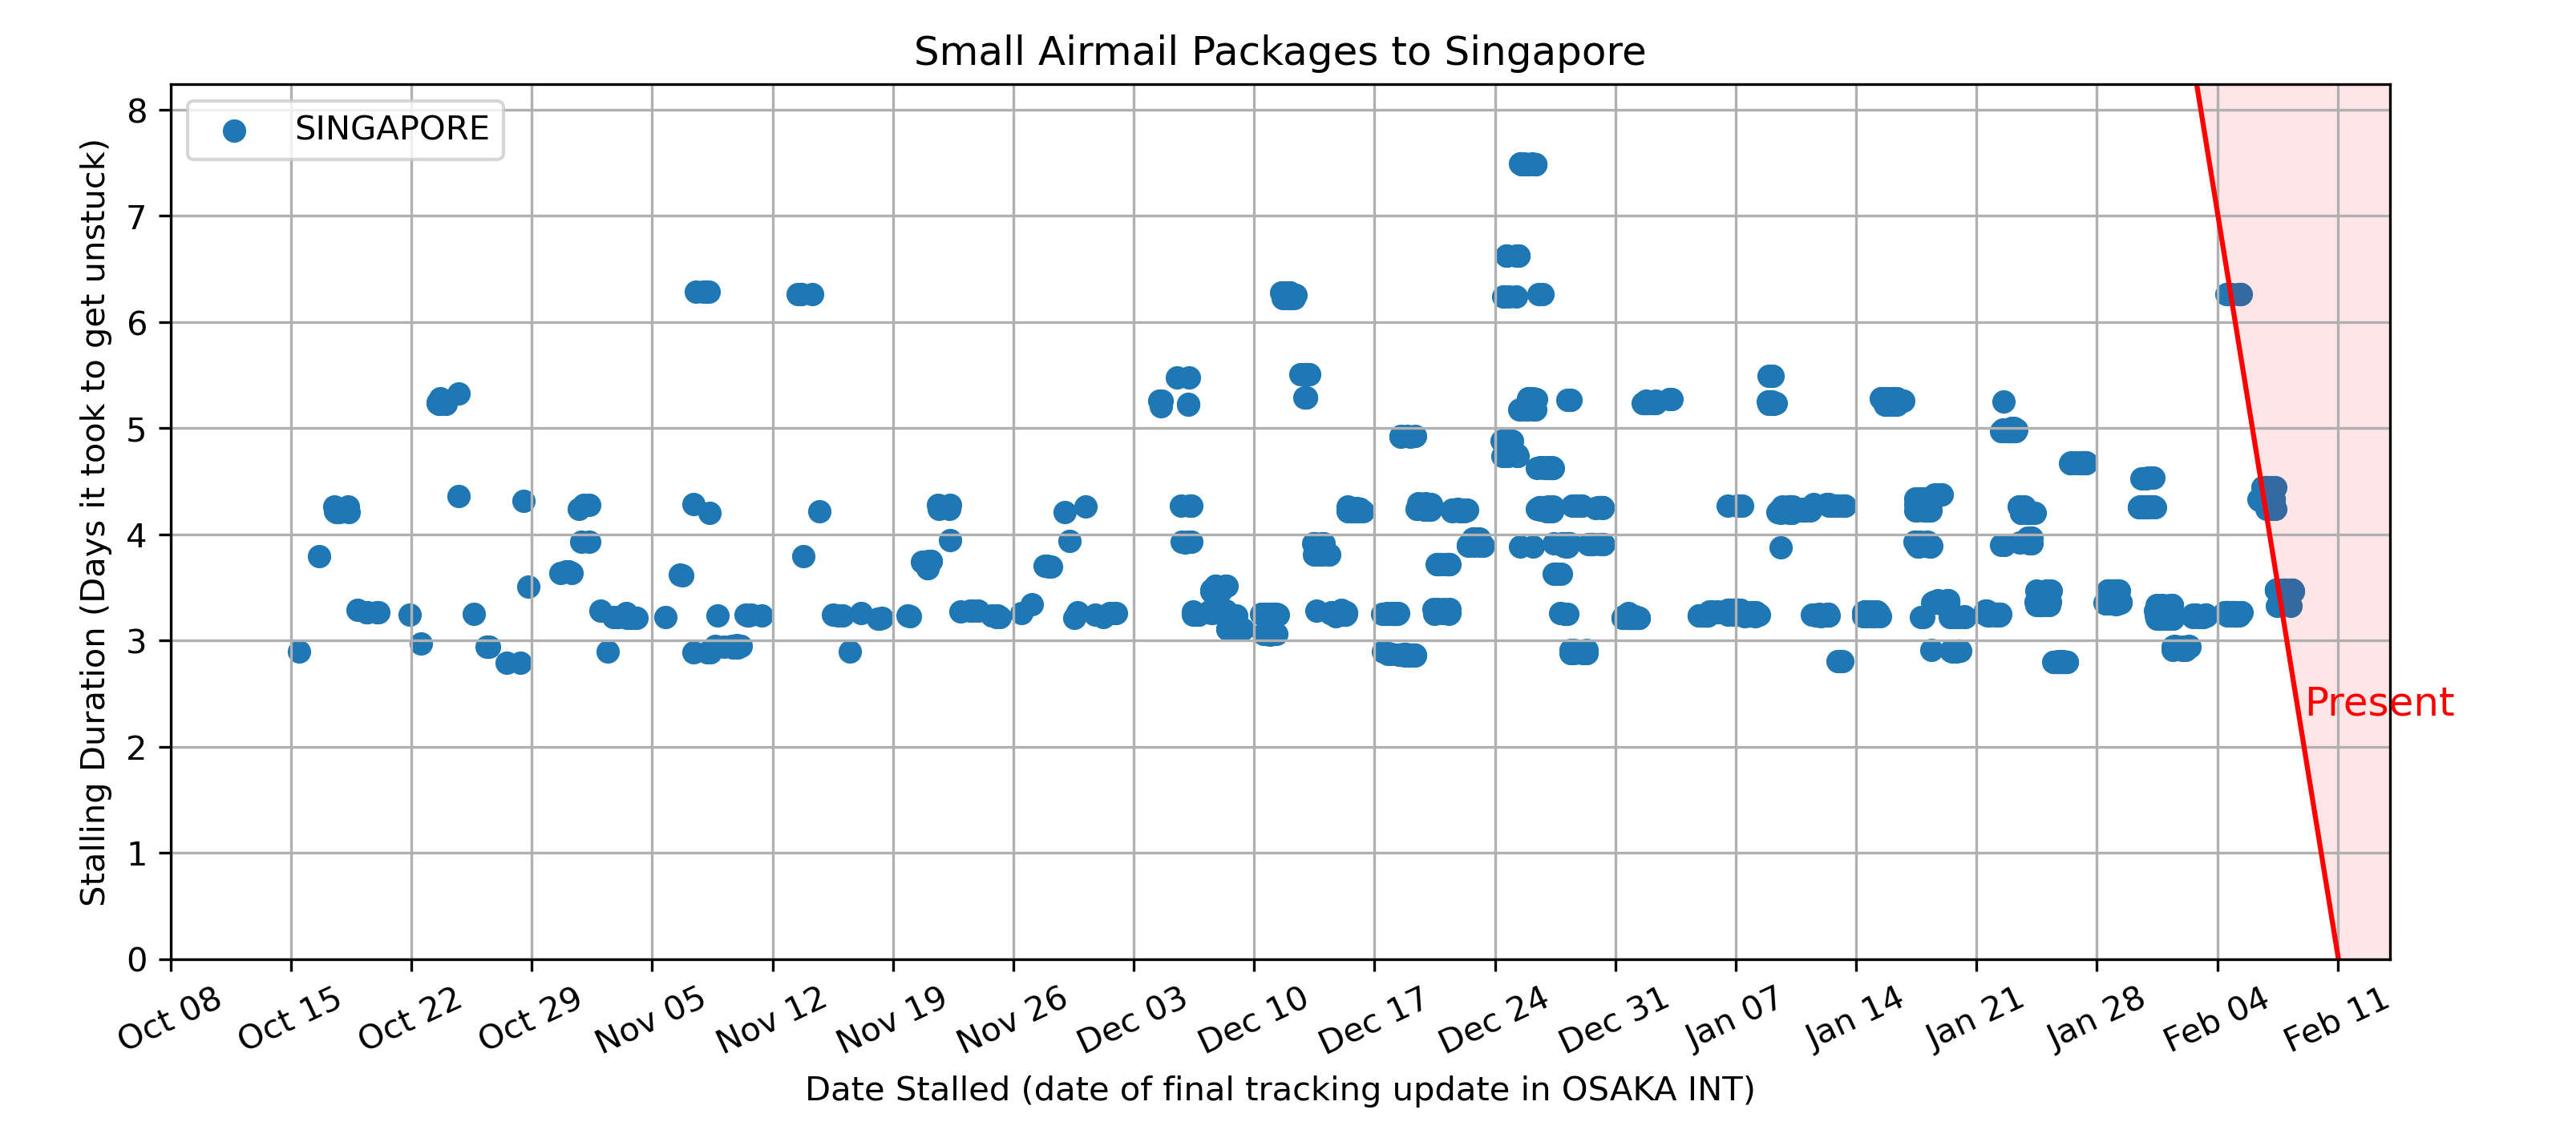 Small Airmail Packages to Singapore
SINGAPORE
Stalling Duration (Days it took to get unstuck)
8
7
6
5
4
3
2
1
0
Present
Oct 08
Oct 15
Oct 22
Oct 29
Nov 05
Nov 12
Nov 19
Nov 26
Dec 03
Dec 10
Dec 17
Dec 24
Dec 31
Jan 07
Jan 14
Jan 21
Jan 28
Feb 04
Feb 11
Date Stalled (date of final tracking update in OSAKA INT)